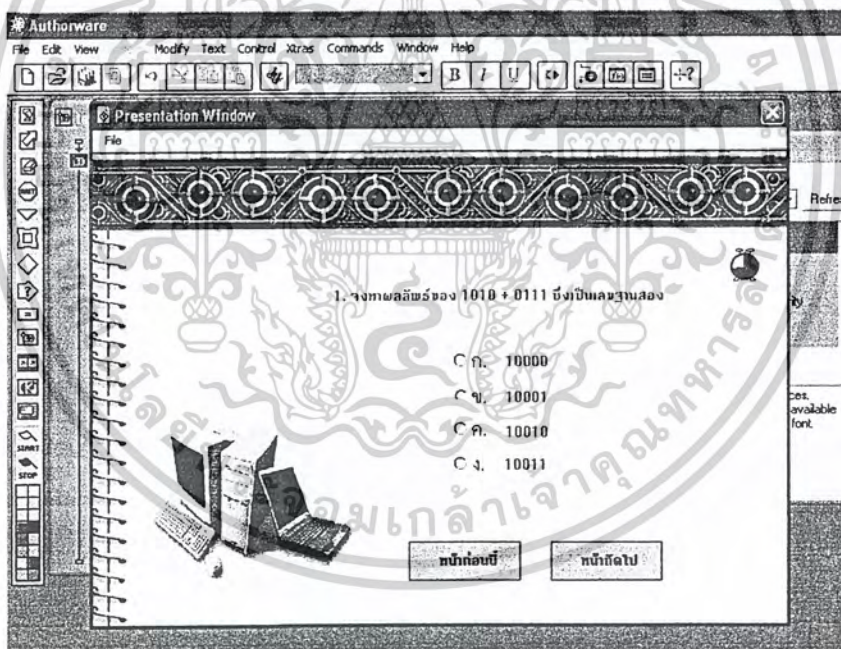 Authorware
File Edit View Modify Text Control Xtras Commands Window Help
B I U
Presentation Window
File
Refre
1. จงหาผลลัพธ์ของ 1010 + 0111 ซึ่งเป็นเลขฐานสอง
ก. 10000
ข. 10001
ค. 10010
ง. 10011
หน้าก่อนนี้ หน้าถัดไป
START
STOP
ity
ces.
available
font.